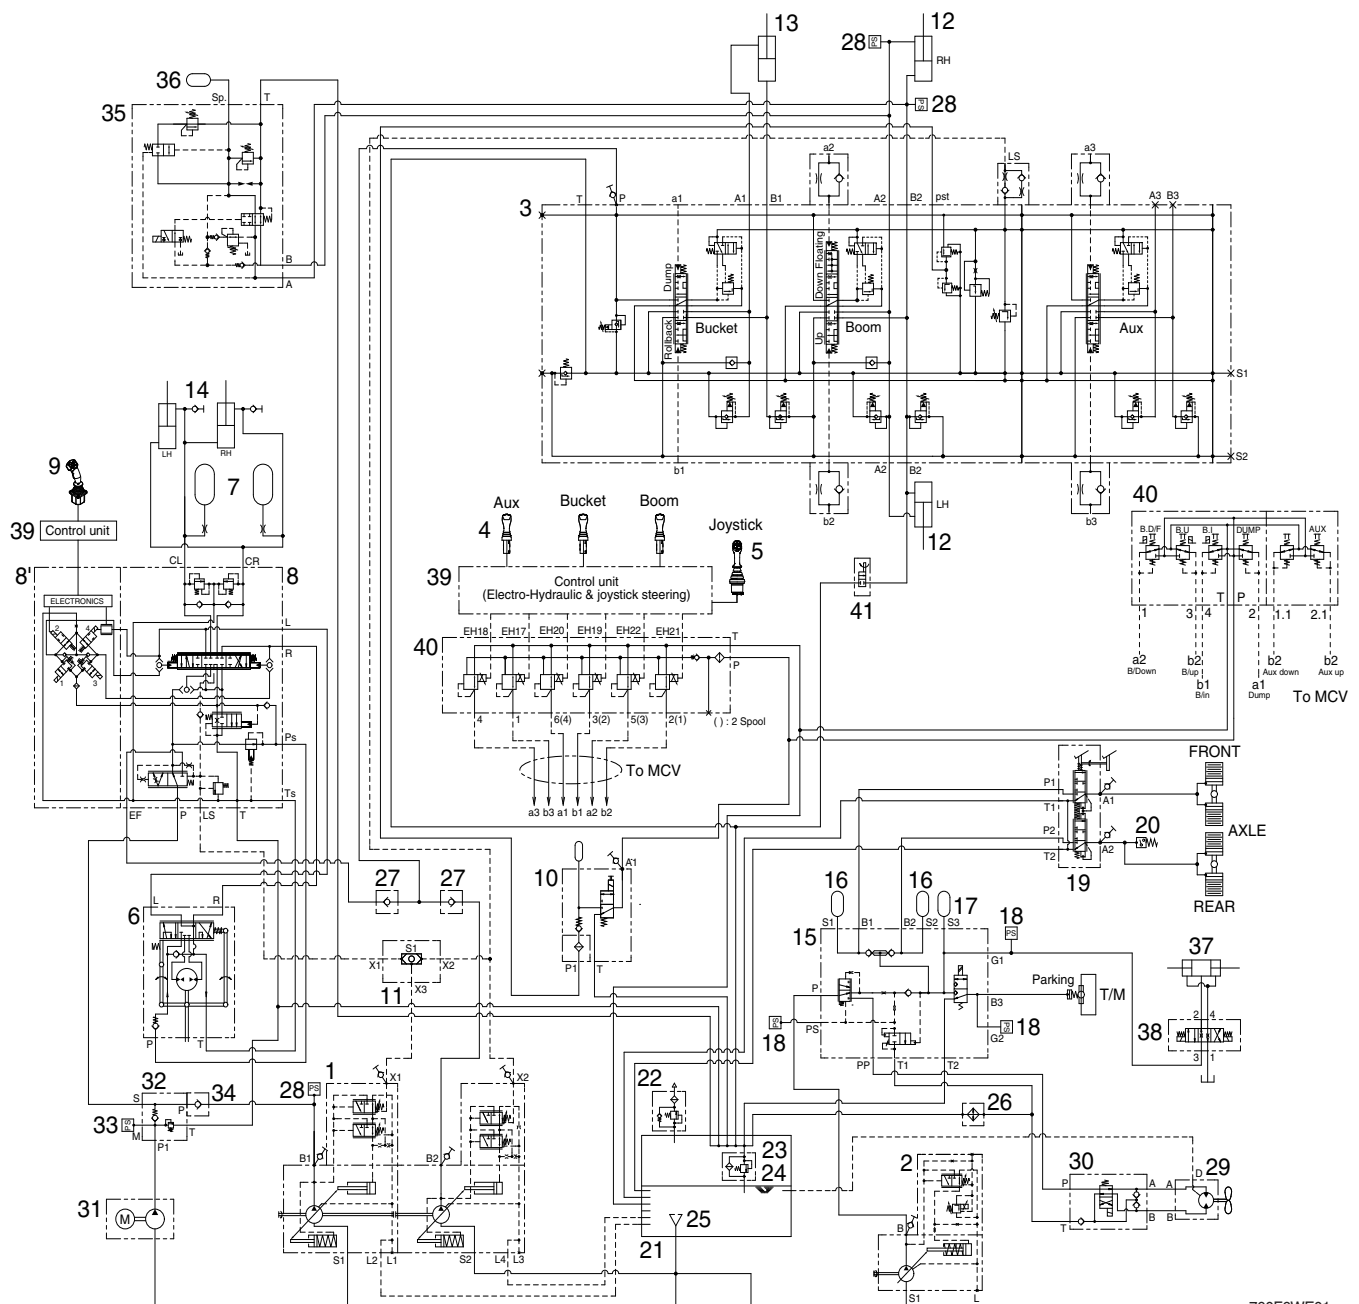 13
12
28 PS
RH
36
Sp. T
35
PS 28
a2
LS
a3
3
T P a1 A1 B1 A2 B2 pst A3 B3
Dump
Rollback
Bucket
Down Floating
Up
Boom
Aux
B
A
S1
S2
b1 A2 B2
14
LH RH
9
7
b2
LH
b3
12
40
39 Control unit
Aux
4
Bucket
Boom
Joystick
5
B.D/F B.U B.I DUMP AUX
CL CR
8' 8
39
Control unit
(Electro-Hydraulic & joystick steering)
41
T P
1 3 4 2 1.1 2.1
ELECTRONICS
L
R
2 4
1 3
EH18 EH17 EH20 EH19 EH22 EH21
40
T
P
a2
B/Down
b2
B/up
b1
B/in
a1
Dump
b2
Aux down
b2
Aux up
To MCV
4 1 6(4) 3(2) 5(3) 2(1)
( ) : 2 Spool
Ps
Ts
To MCV
a3 b3 a1 b1 a2 b2
EF P LS T
FRONT
P1
T1
A1
P2
T2
A2
19
20
AXLE
REAR
10
A1
P1 T
27 27
6
L R
P T
S1
X1 X2
X3
11
16 16 17
S1 B1 B2 S2 S3
15
18
PS
G1
P
PS
B3
G2
PS
18
PS 18
PP T1 T2
Parking
T/M
37
2 4
38
3 1
1
28 PS
X1 X2
32
34
S P
33 PS
M P1 T
B1 B2
22
23
24
25
21
26
2
30
29
D
P A A
T B B
31
M
S1 L2 L1 S2 L4 L3
B
S1 L